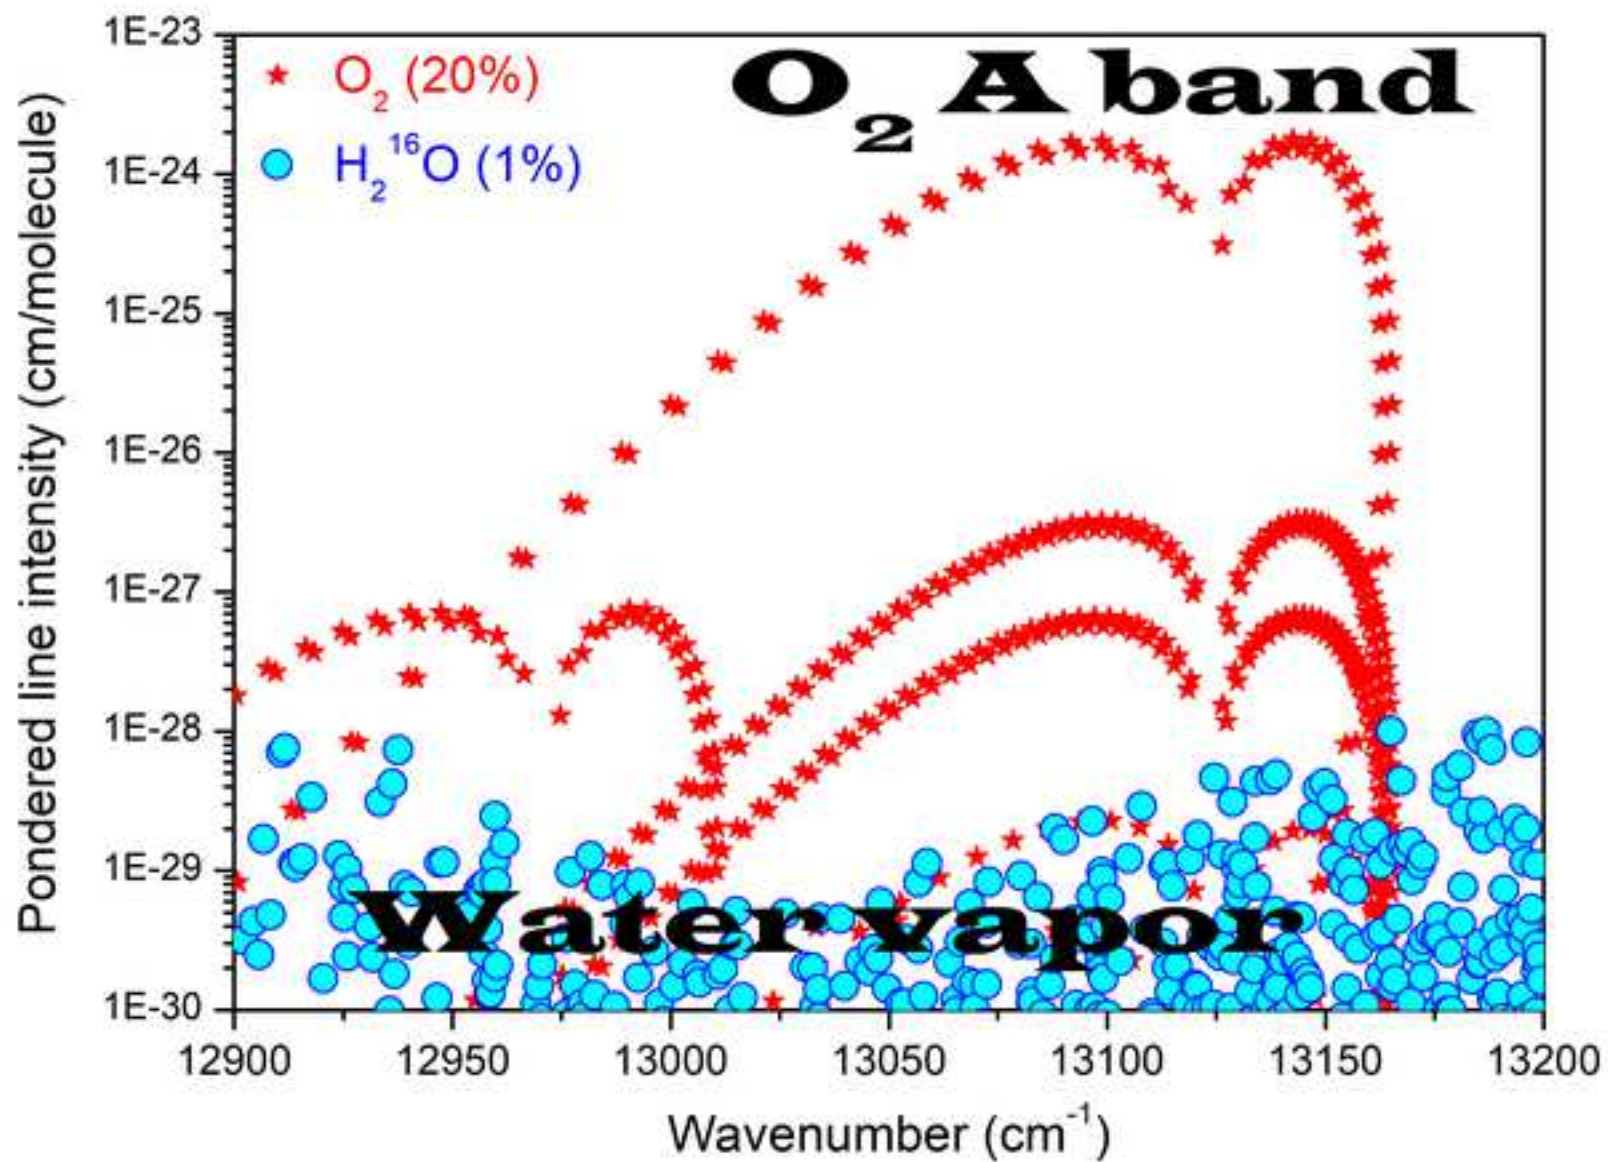 1E-23
O₂ (20%)
O₂ A band
H₂¹⁶O (1%)
1E-24
1E-25
1E-26
1E-27
1E-28
1E-29
Water vapor
1E-30
12900 12950 13000 13050 13100 13150 13200
Wavenumber (cm⁻¹)
Pondered line intensity (cm/molecule)